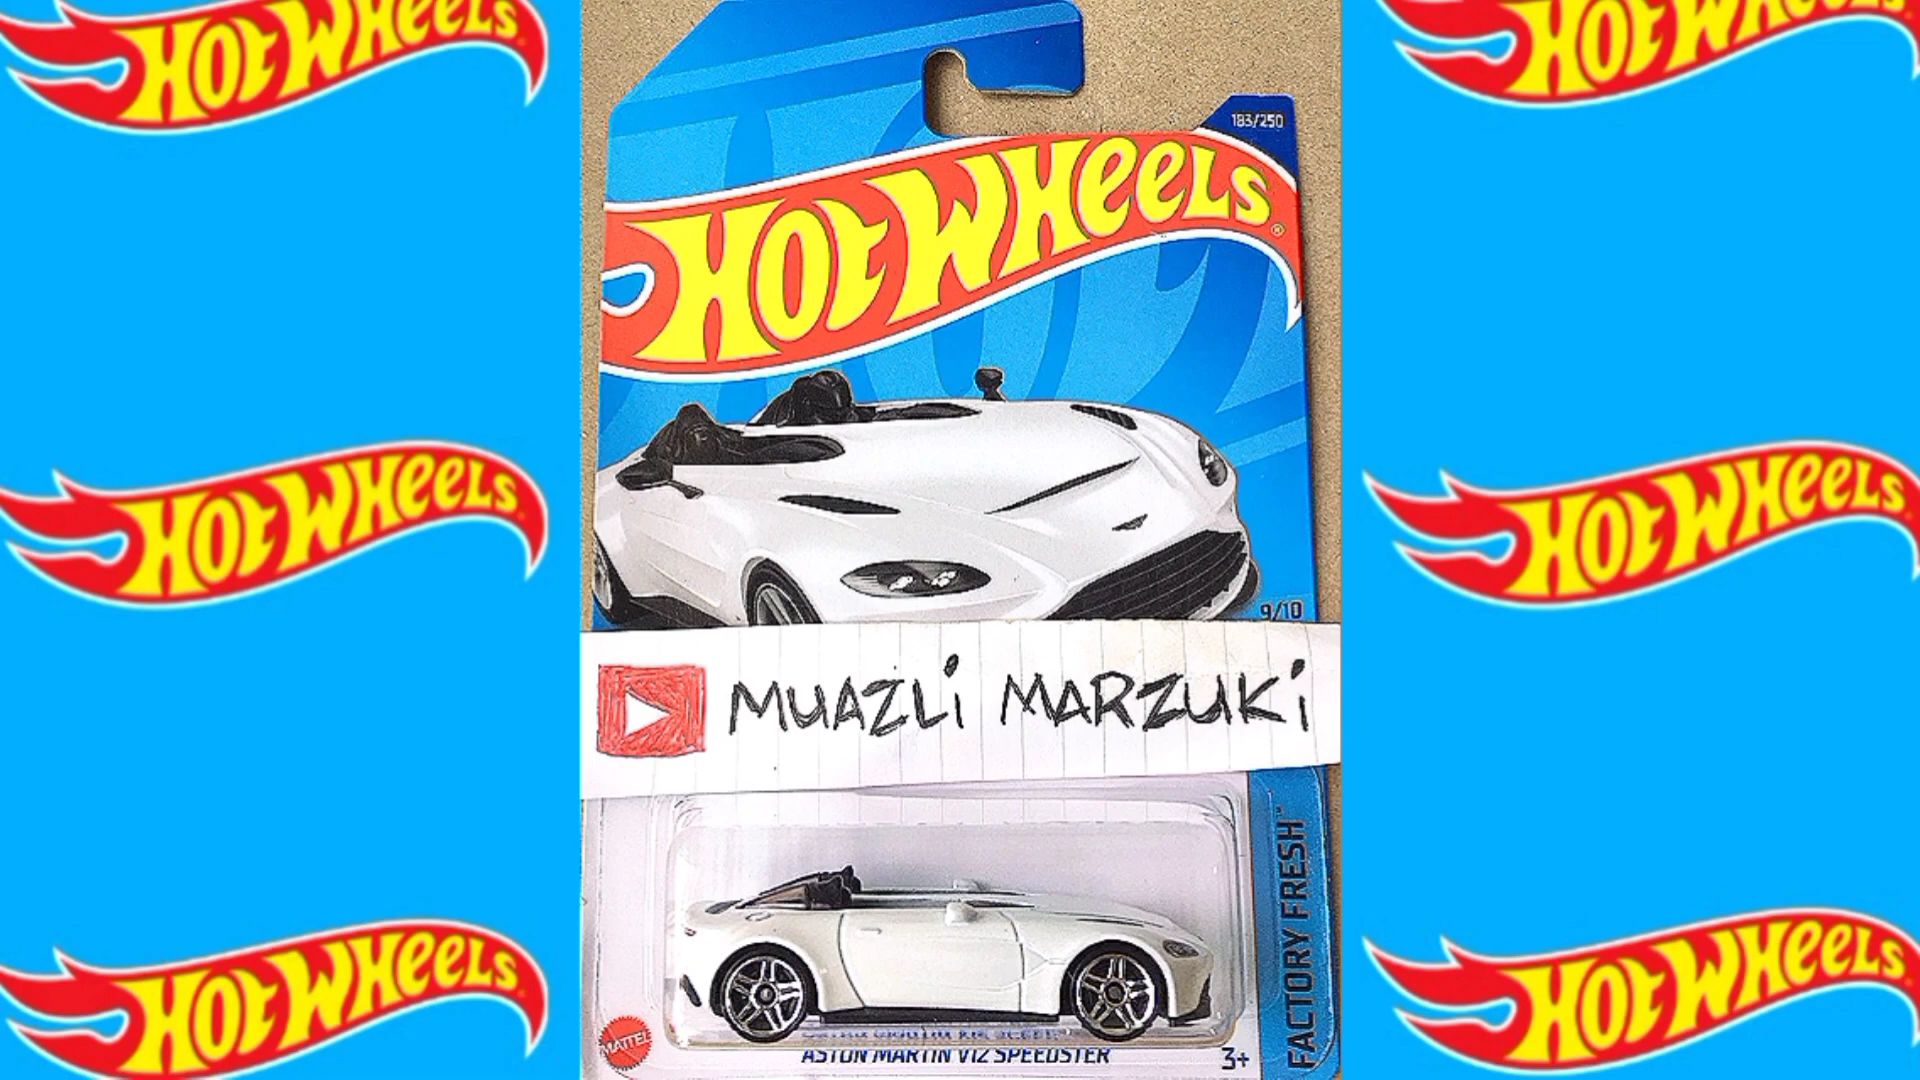 HOT WHEELS
HOT WHEELS
183/250
HOT WHEELS®
HOT WHEELS
HOT WHEELS
9/10
MUAZLi MARZUKi
FACTORY FRESH™
HOT WHEELS
HOT WHEELS
MATTEL
ASTON MARTIN V12 SPEEDSTER
3+